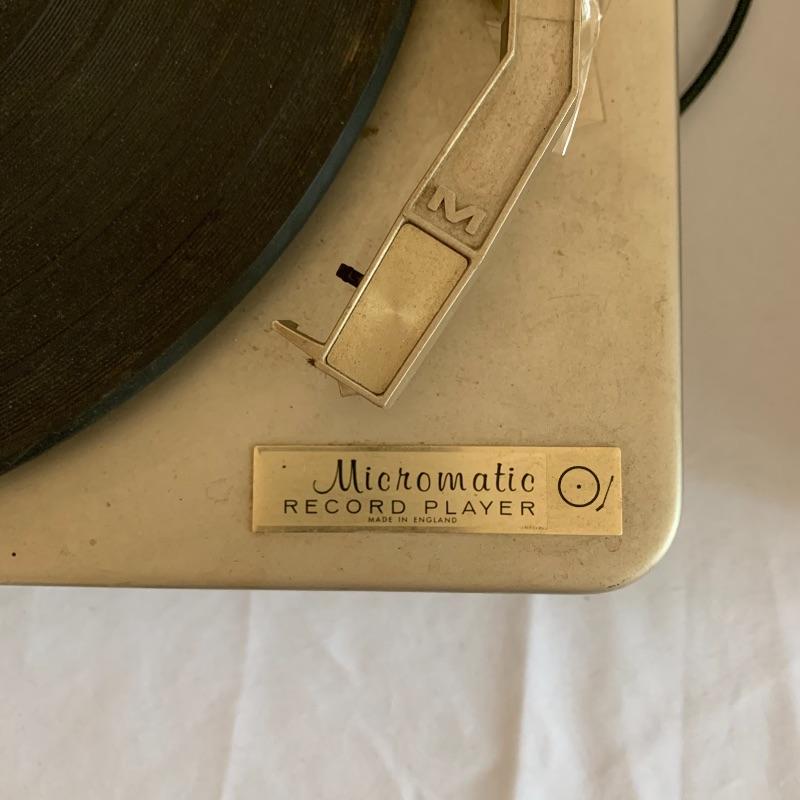 M
Micromatic
RECORD PLAYER
MADE IN ENGLAND